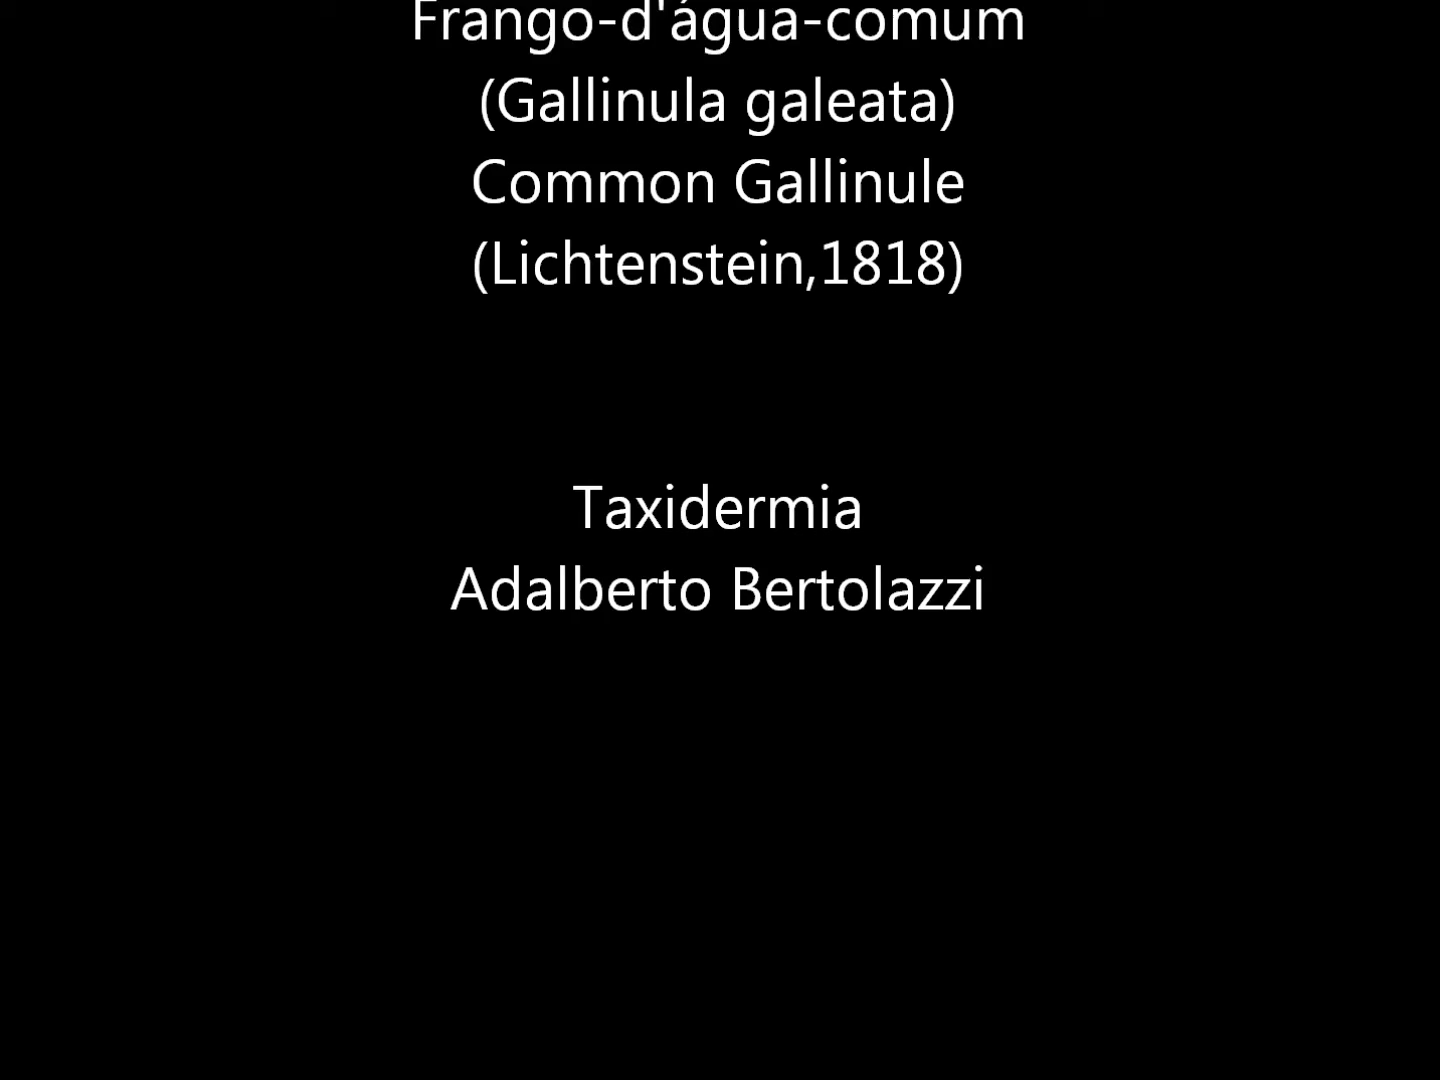 Frango-d'água-comum
(Gallinula galeata)
Common Gallinule
(Lichtenstein,1818)
Taxidermia
Adalberto Bertolazzi